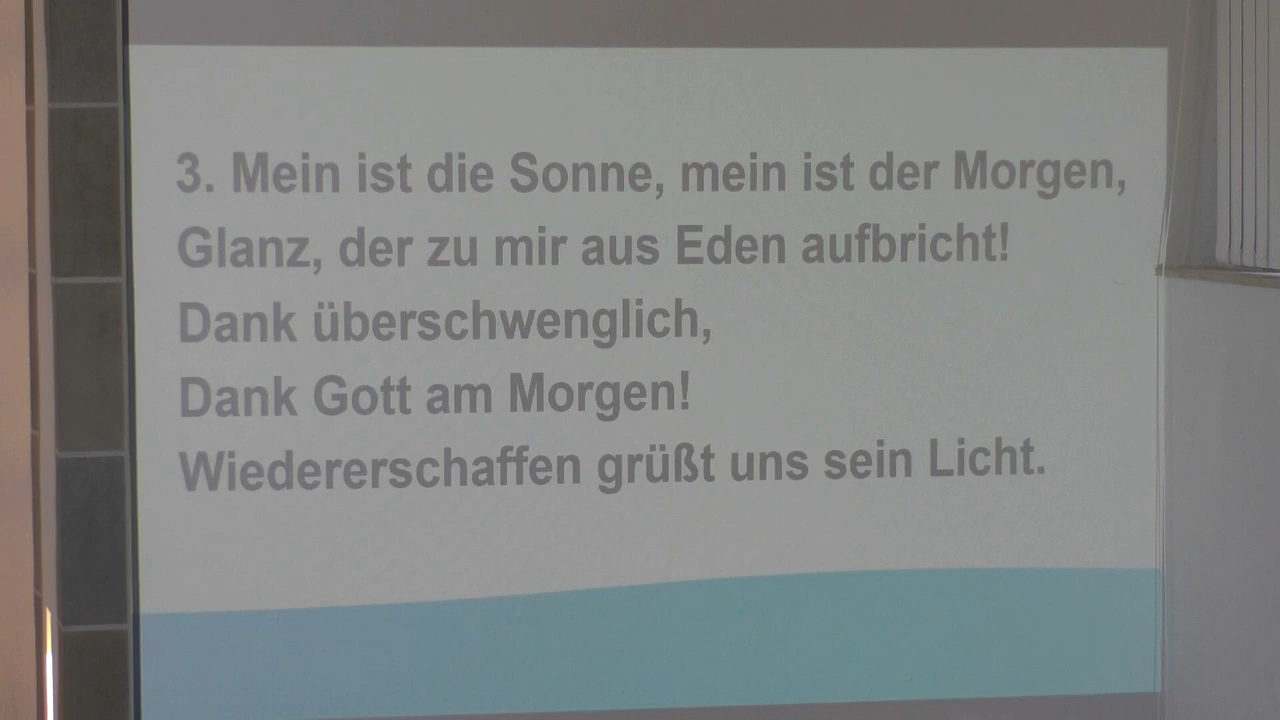 3. Mein ist die Sonne, mein ist der Morgen,
Glanz, der zu mir aus Eden aufbricht!
Dank überschwenglich,
Dank Gott am Morgen!
Wiedererschaffen grüßt uns sein Licht.